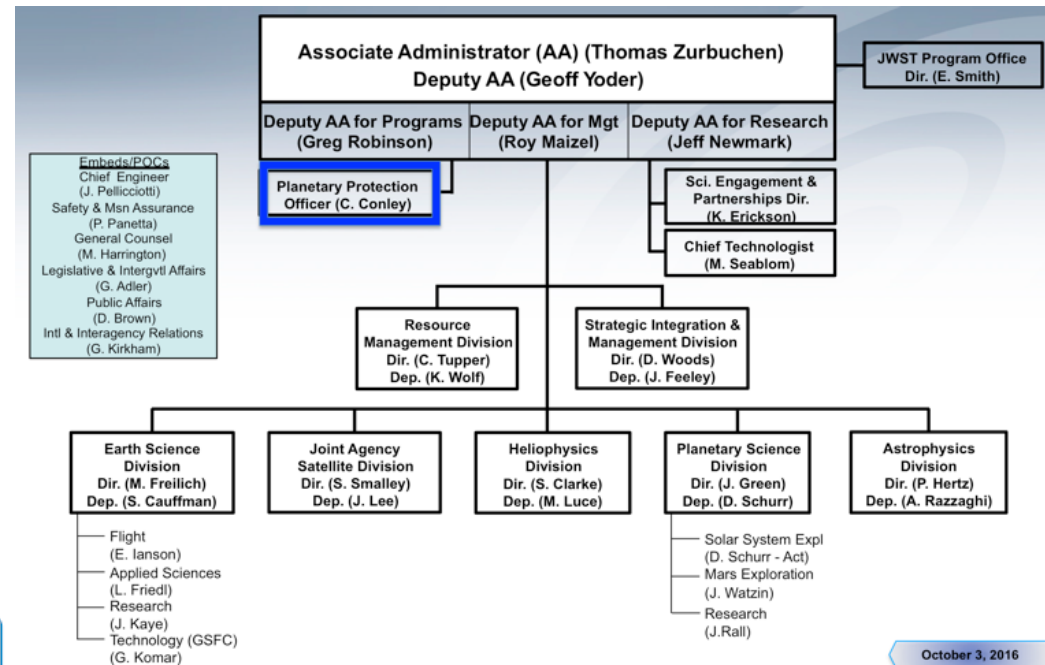 Associate Administrator (AA) (Thomas Zurbuchen)
Deputy AA (Geoff Yoder)
JWST Program Office
Dir. (E. Smith)
Deputy AA for Programs
(Greg Robinson)
Deputy AA for Mgt
(Roy Maizel)
Deputy AA for Research
(Jeff Newmark)
Embeds/POCs
Chief Engineer
(J. Pellicciotti)
Safety & Msn Assurance
(P. Panetta)
General Counsel
(M. Harrington)
Legislative & Intergvtl Affairs
(G. Adler)
Public Affairs
(D. Brown)
Intl & Interagency Relations
(G. Kirkham)
Planetary Protection
Officer (C. Conley)
Sci. Engagement &
Partnerships Dir.
(K. Erickson)
Chief Technologist
(M. Seablom)
Resource
Management Division
Dir. (C. Tupper)
Dep. (K. Wolf)
Strategic Integration &
Management Division
Dir. (D. Woods)
Dep. (J. Feeley)
Earth Science
Division
Dir. (M. Freilich)
Dep. (S. Cauffman)
Joint Agency
Satellite Division
Dir. (S. Smalley)
Dep. (J. Lee)
Heliophysics
Division
Dir. (S. Clarke)
Dep. (M. Luce)
Planetary Science
Division
Dir. (J. Green)
Dep. (D. Schurr)
Astrophysics
Division
Dir. (P. Hertz)
Dep. (A. Razzaghi)
Flight
(E. Ianson)
Applied Sciences
(L. Friedl)
Research
(J. Kaye)
Technology (GSFC)
(G. Komar)
Solar System Expl
(D. Schurr - Act)
Mars Exploration
(J. Watzin)
Research
(J.Rall)
October 3, 2016